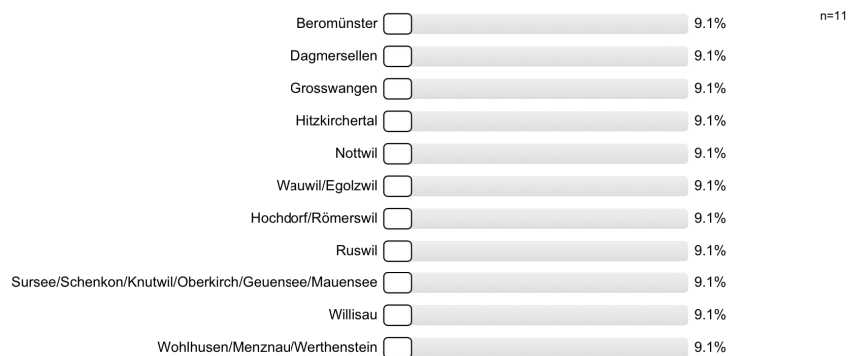 n=11
Beromünster 9.1%
Dagmersellen 9.1%
Grosswangen 9.1%
Hitzkirchertal 9.1%
Nottwil 9.1%
Wauwil/Egolzwil 9.1%
Hochdorf/Römerswil 9.1%
Ruswil 9.1%
Sursee/Schenkon/Knutwil/Oberkirch/Geuensee/Mauensee 9.1%
Willisau 9.1%
Wohlhusen/Menznau/Werthenstein 9.1%